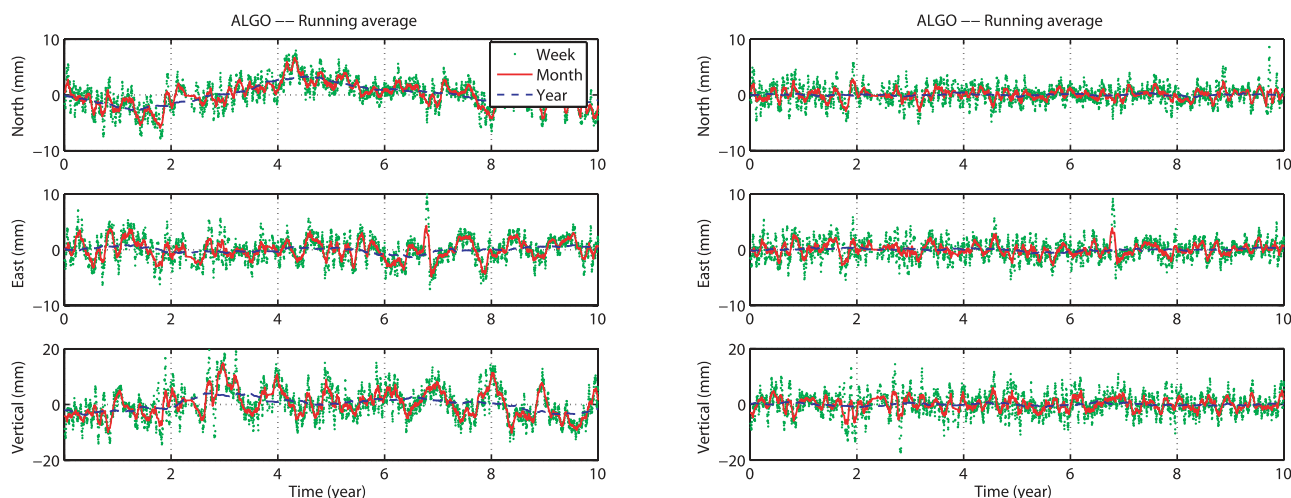 ALGO −− Running average
10
0
−10
North (mm)
Week
Month
Year
0 2 4 6 8 10
10
0
−10
East (mm)
0 2 4 6 8 10
20
0
−20
Vertical (mm)
0 2 4 6 8 10
Time (year)
ALGO −− Running average
10
0
−10
North (mm)
0 2 4 6 8 10
10
0
−10
East (mm)
0 2 4 6 8 10
20
0
−20
Vertical (mm)
0 2 4 6 8 10
Time (year)